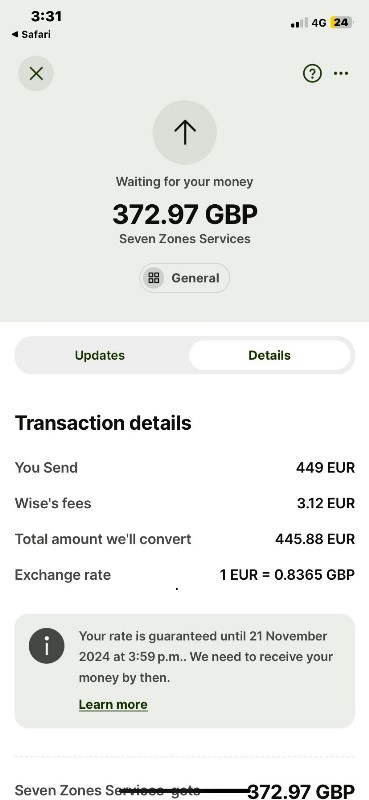 3:31
4G 24
Safari
Waiting for your money
372.97 GBP
Seven Zones Services
General
Updates
Details
Transaction details
You Send 449 EUR
Wise's fees 3.12 EUR
Total amount we'll convert 445.88 EUR
Exchange rate 1 EUR = 0.8365 GBP
Your rate is guaranteed until 21 November
2024 at 3:59 p.m.. We need to receive your
money by then.
Learn more
Seven Zones Services gets 372.97 GBP